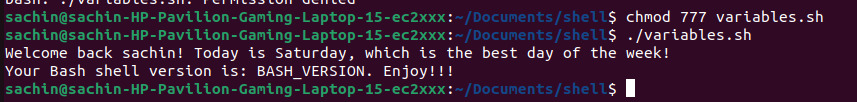 bash: ./variables.sh: Permission denied
sachin@sachin-HP-Pavilion-Gaming-Laptop-15-ec2xxx:~/Documents/shell$ chmod 777 variables.sh
sachin@sachin-HP-Pavilion-Gaming-Laptop-15-ec2xxx:~/Documents/shell$ ./variables.sh
Welcome back sachin! Today is Saturday, which is the best day of the week!
Your Bash shell version is: BASH_VERSION. Enjoy!!!
sachin@sachin-HP-Pavilion-Gaming-Laptop-15-ec2xxx:~/Documents/shell$